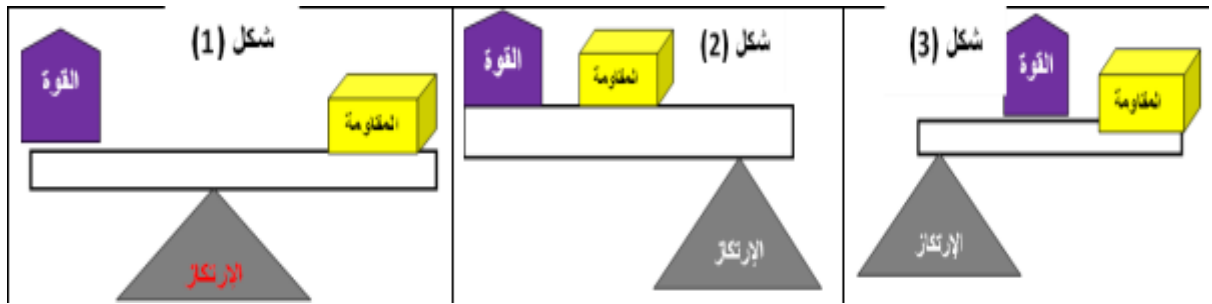 شكل (1)
القوة
المقاومة
الارتكاز
شكل (2)
القوة
المقاومة
الإرتكاز
شكل (3)
القوة
المقاومة
الإرتكاز